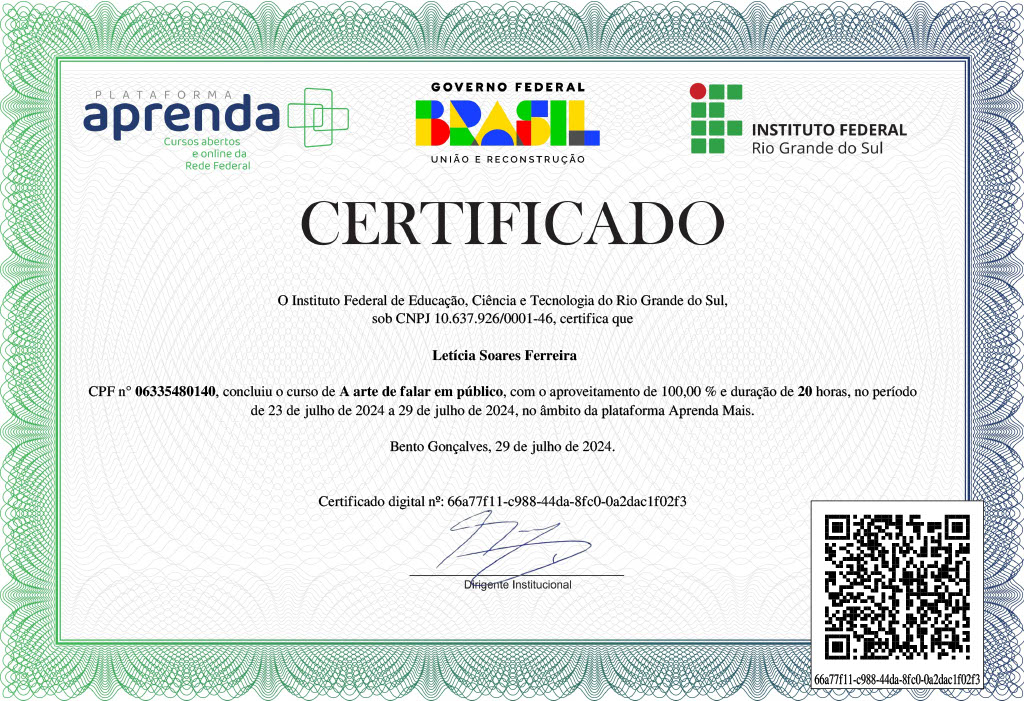 PLATAFORMA
aprenda
Cursos abertos
e online da
Rede Federal
GOVERNO FEDERAL
BRASIL
UNIÃO E RECONSTRUÇÃO
INSTITUTO FEDERAL
Rio Grande do Sul
CERTIFICADO
O Instituto Federal de Educação, Ciência e Tecnologia do Rio Grande do Sul,
sob CNPJ 10.637.926/0001-46, certifica que
Letícia Soares Ferreira
CPF n° 06335480140, concluiu o curso de A arte de falar em público, com o aproveitamento de 100,00 % e duração de 20 horas, no período
de 23 de julho de 2024 a 29 de julho de 2024, no âmbito da plataforma Aprenda Mais.
Bento Gonçalves, 29 de julho de 2024.
Certificado digital nº: 66a77f11-c988-44da-8fc0-0a2dac1f02f3
Dirigente Institucional
66a77f11-c988-44da-8fc0-0a2dac1f02f3